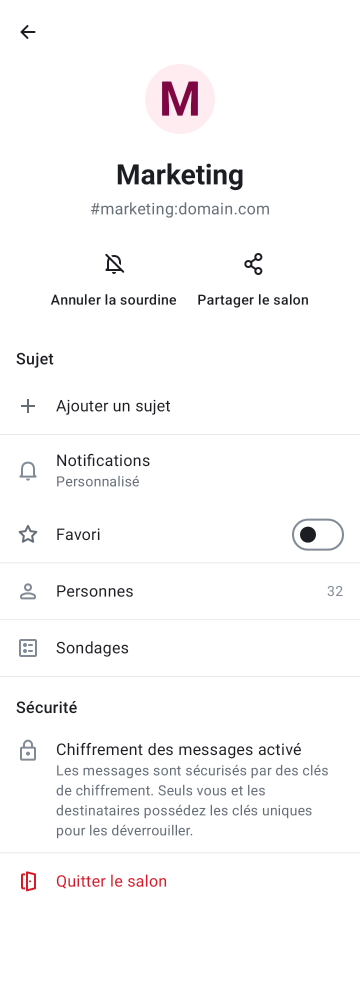 M
Marketing
#marketing:domain.com
Annuler la sourdine
Partager le salon
Sujet
Ajouter un sujet
Notifications
Personnalisé
Favori
Personnes
32
Sondages
Sécurité
Chiffrement des messages activé
Les messages sont sécurisés par des clés
de chiffrement. Seuls vous et les
destinataires possédez les clés uniques
pour les déverrouiller.
Quitter le salon